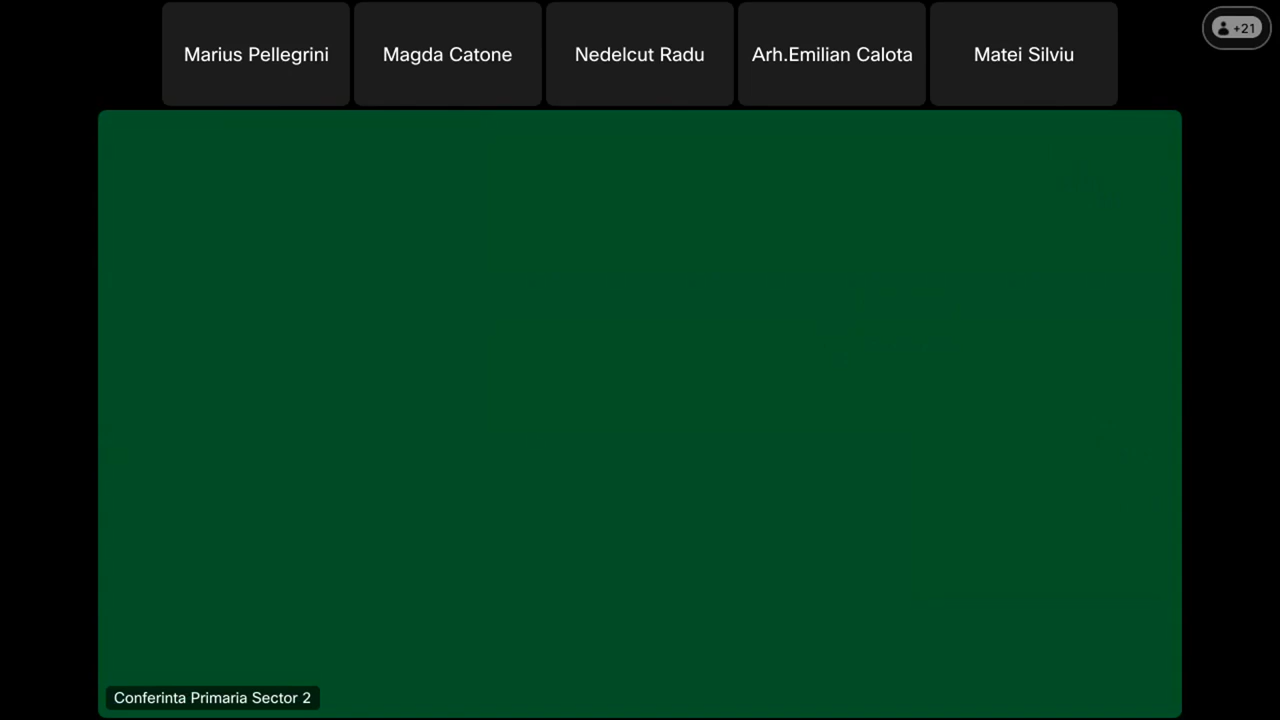 Marius Pellegrini
Magda Catone
Nedelcut Radu
Arh.Emilian Calota
Matei Silviu
+21
Conferinta Primaria Sector 2